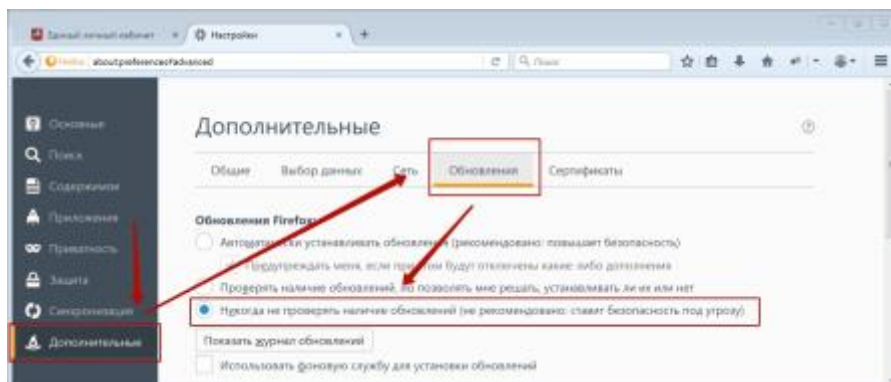 Единый личный кабинет
Настройки
Firefox about:preferences#advanced
Поиск
Основные
Поиск
Содержимое
Приложения
Приватность
Защита
Синхронизация
Дополнительные
Дополнительные
Общие Выбор данных Сеть Обновления Сертификаты
Обновления Firefox
Автоматически устанавливать обновления (рекомендовано: повышает безопасность)
Предупреждать меня, если при этом будут отключены какие-либо дополнения
Проверять наличие обновлений, но позволять мне решать, устанавливать ли их или нет
Никогда не проверять наличие обновлений (не рекомендовано: ставит безопасность под угрозу)
Показать журнал обновлений
Использовать фоновую службу для установки обновлений